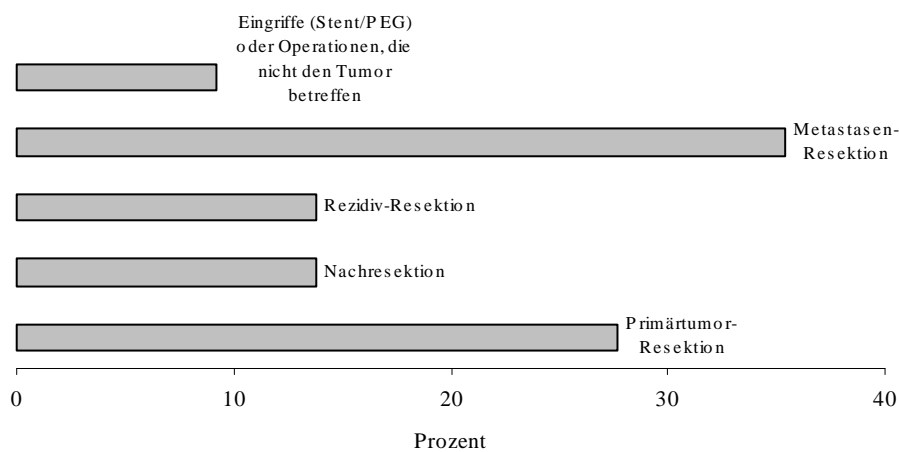 Eingriffe (Stent/PEG)
oder Operationen, die
nicht den Tumor
betreffen
Metastasen-
Resektion
Rezidiv-Resektion
Nachresektion
Primärtumor-
Resektion
0 10 20 30 40
Prozent